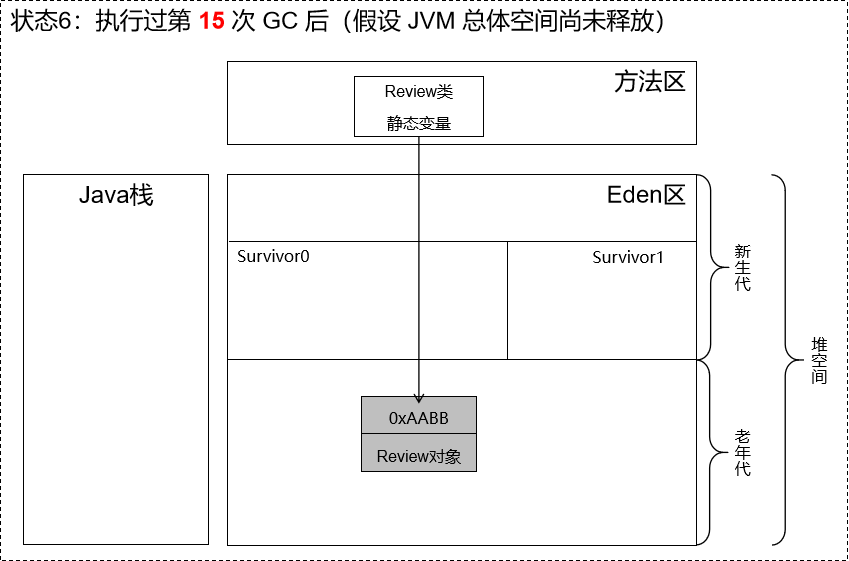 状态6：执行过第 15 次 GC 后（假设 JVM 总体空间尚未释放）
Review类
静态变量
方法区
Java栈
Eden区
Survivor0
Survivor1
新生代
堆空间
0xAABB
Review对象
老年代